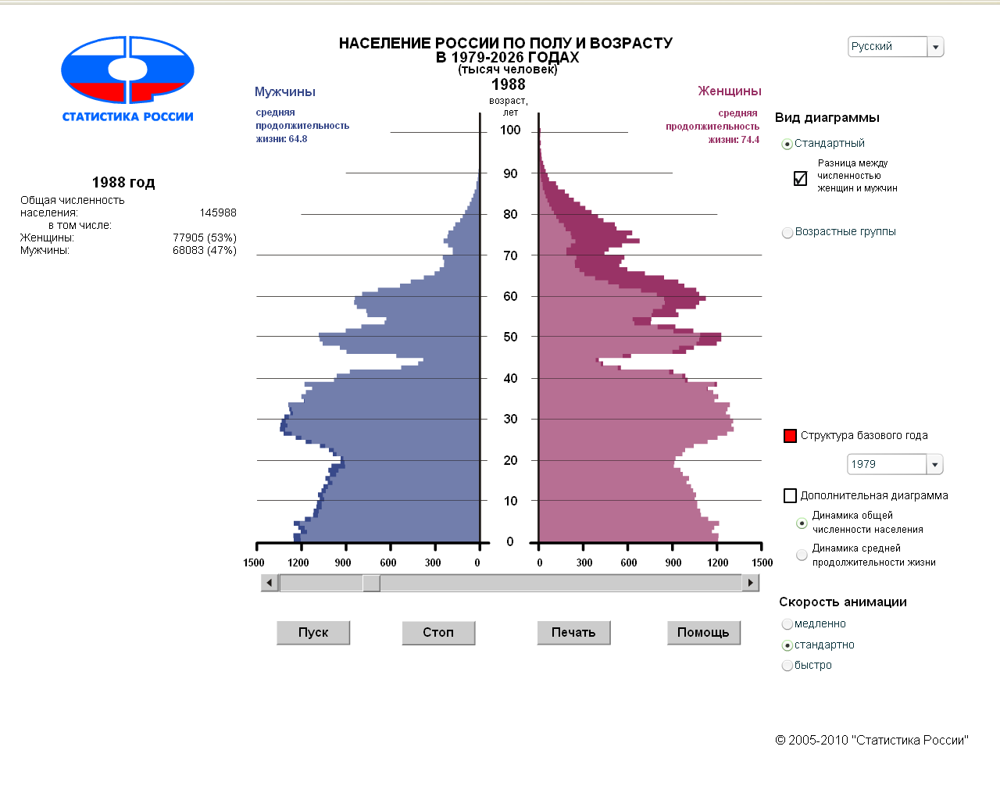 НАСЕЛЕНИЕ РОССИИ ПО ПОЛУ И ВОЗРАСТУ
В 1979-2026 ГОДАХ
(тысяч человек)
1988
Русский
СТАТИСТИКА РОССИИ
Мужчины
средняя
продолжительность
жизни: 64.8
возраст,
лет
Женщины
средняя
продолжительность
жизни: 74.4
1988 год
Общая численность
населения: 145988
в том числе:
Женщины: 77905 (53%)
Мужчины: 68083 (47%)
100
90
80
70
60
50
40
30
20
10
0
1500 1200 900 600 300 0
0 300 600 900 1200 1500
Пуск Стоп Печать Помощь
Вид диаграммы
Стандартный
Разница между
численностью
женщин и мужчин
Возрастные группы
Структура базового года
1979
Дополнительная диаграмма
Динамика общей
численности населения
Динамика средней
продолжительности жизни
Скорость анимации
медленно
стандартно
быстро
© 2005-2010 "Статистика России"